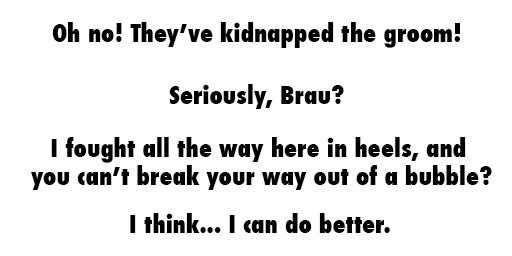 Oh no! They've kidnapped the groom!
Seriously, Brau?
I fought all the way here in heels, and
you can't break your way out of a bubble?
I think... I can do better.